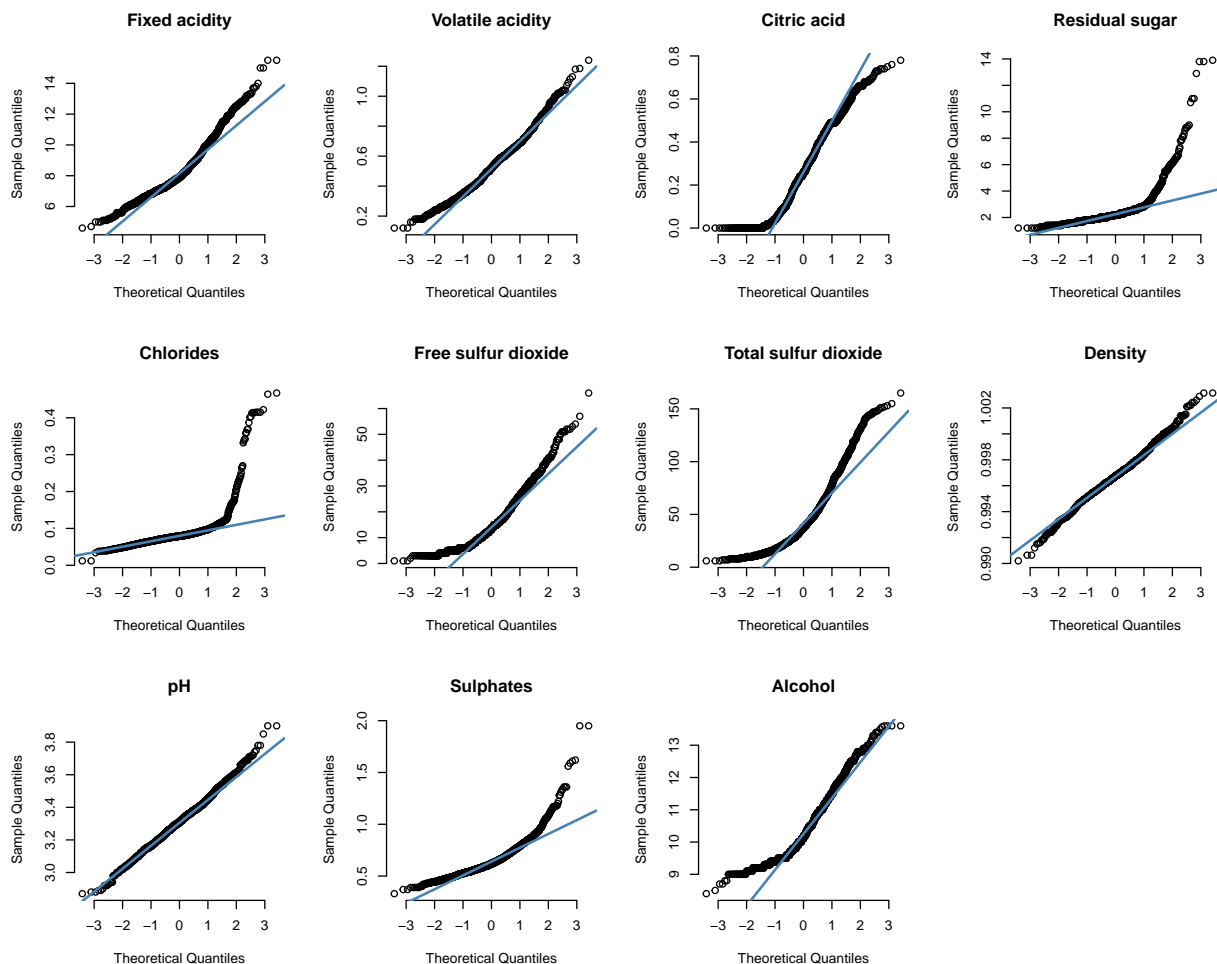 Fixed acidity
Volatile acidity
Citric acid
Residual sugar
Sample Quantiles
6 8 10 12 14
−3 −2 −1 0 1 2 3
Theoretical Quantiles
Sample Quantiles
0.2 0.6 1.0
−3 −2 −1 0 1 2 3
Theoretical Quantiles
Sample Quantiles
0.0 0.2 0.4 0.6 0.8
−3 −2 −1 0 1 2 3
Theoretical Quantiles
Sample Quantiles
2 4 6 8 10 12 14
−3 −2 −1 0 1 2 3
Theoretical Quantiles
Chlorides
Free sulfur dioxide
Total sulfur dioxide
Density
Sample Quantiles
0.0 0.1 0.2 0.3 0.4
−3 −2 −1 0 1 2 3
Theoretical Quantiles
Sample Quantiles
0 10 30 50
−3 −2 −1 0 1 2 3
Theoretical Quantiles
Sample Quantiles
0 50 100 150
−3 −2 −1 0 1 2 3
Theoretical Quantiles
Sample Quantiles
0.990 0.994 0.998 1.002
−3 −2 −1 0 1 2 3
Theoretical Quantiles
pH
Sulphates
Alcohol
Sample Quantiles
3.0 3.2 3.4 3.6 3.8
−3 −2 −1 0 1 2 3
Theoretical Quantiles
Sample Quantiles
0.5 1.0 1.5 2.0
−3 −2 −1 0 1 2 3
Theoretical Quantiles
Sample Quantiles
9 10 11 12 13
−3 −2 −1 0 1 2 3
Theoretical Quantiles